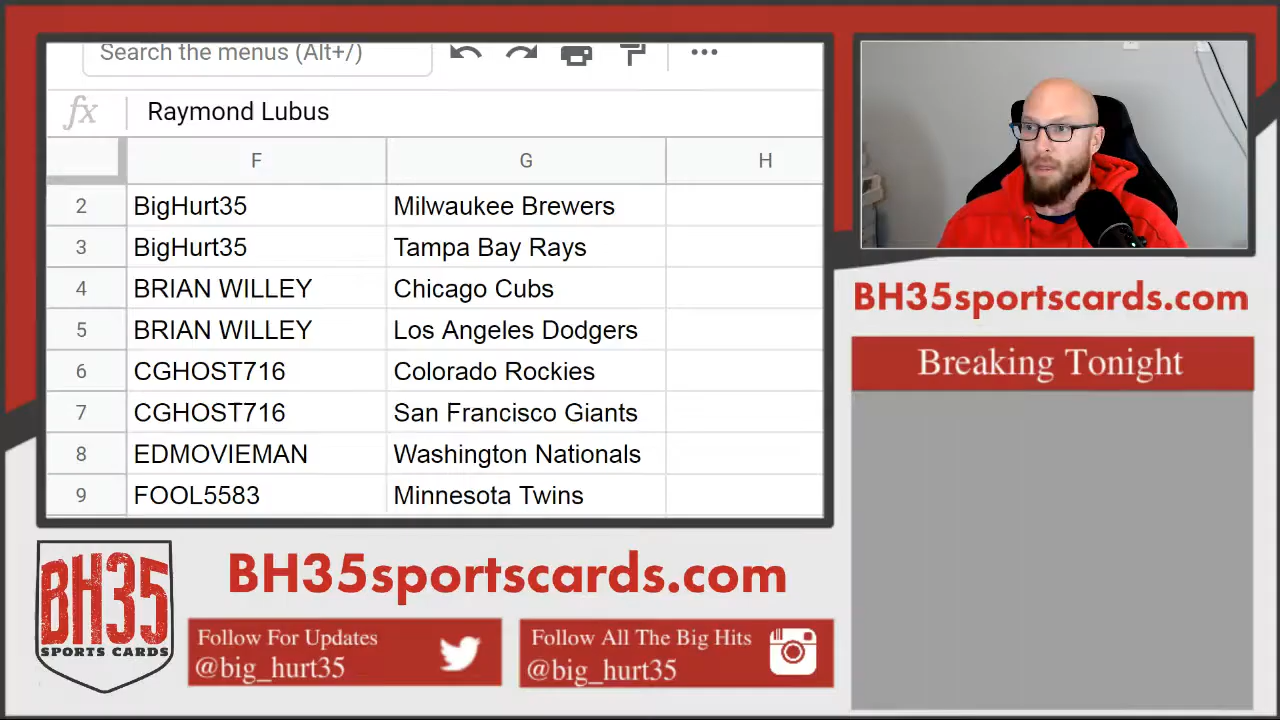 Search the menus (Alt+/)
fx Raymond Lubus
F G H
2 BigHurt35 Milwaukee Brewers
3 BigHurt35 Tampa Bay Rays
4 BRIAN WILLEY Chicago Cubs
5 BRIAN WILLEY Los Angeles Dodgers
6 CGHOST716 Colorado Rockies
7 CGHOST716 San Francisco Giants
8 EDMOVIEMAN Washington Nationals
9 FOOL5583 Minnesota Twins
BH35sportscards.com
Breaking Tonight
BH35
SPORTS CARDS
BH35sportscards.com
Follow For Updates
@big_hurt35
Follow All The Big Hits
@big_hurt35